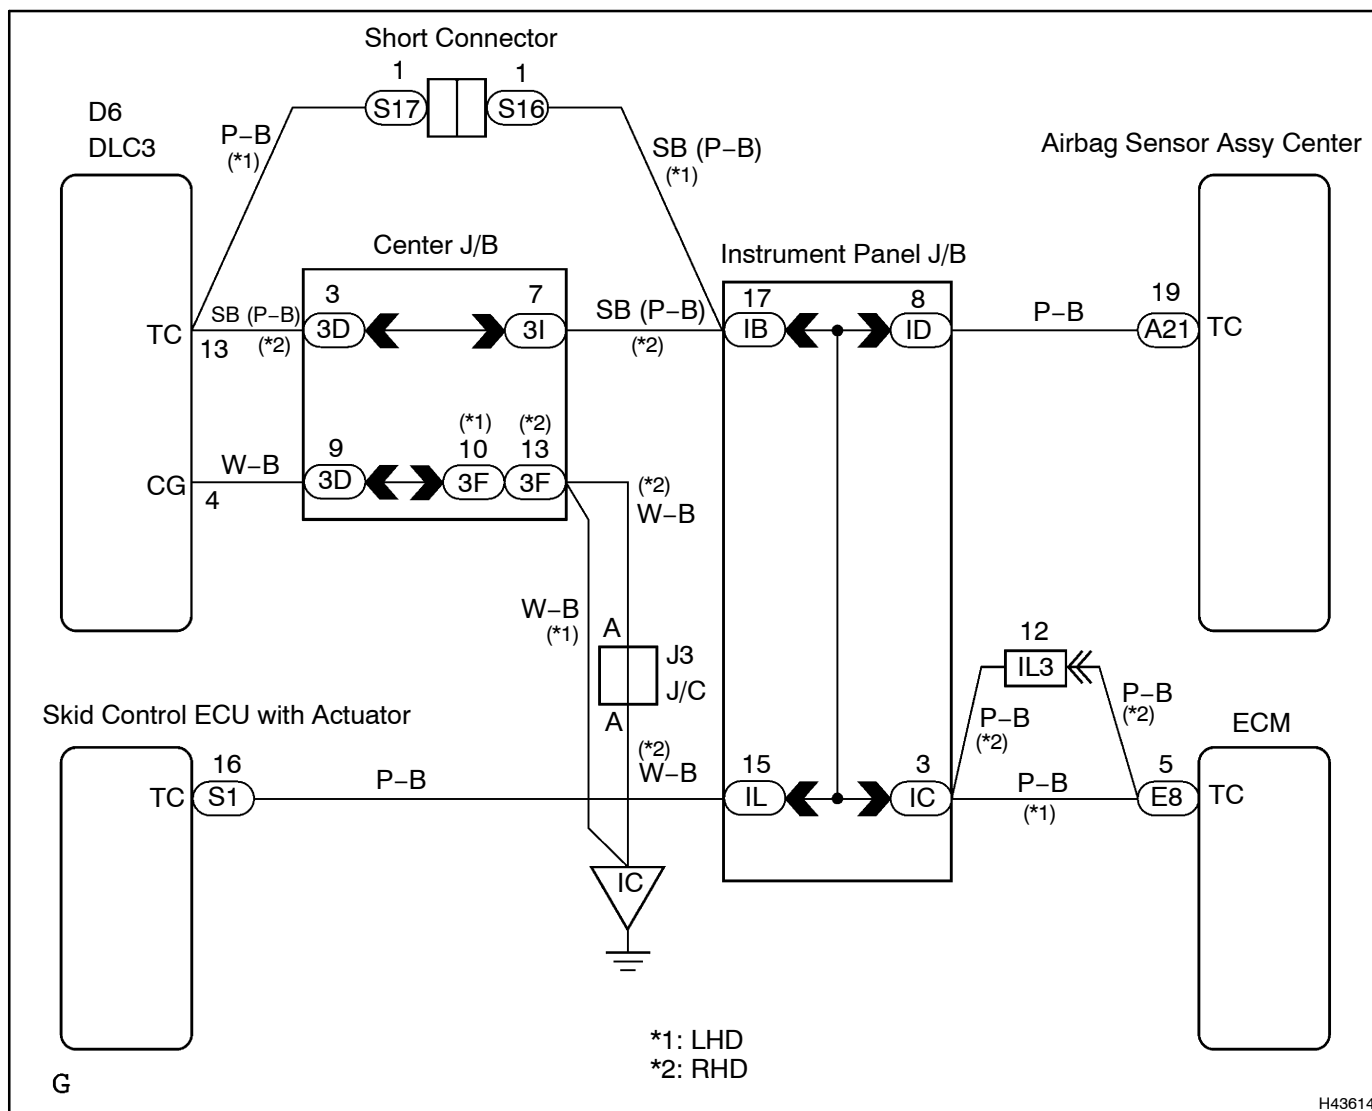 Short Connector
1
1
S17
S16
D6
DLC3
P−B
(*1)
SB (P−B)
(*1)
Airbag Sensor Assy Center
Center J/B
Instrument Panel J/B
TC
13
SB (P−B)
(*2)
3
3D
7
3I
SB (P−B)
(*2)
17
IB
8
ID
P−B
19
A21
TC
CG
4
W−B
9
3D
(*1)
10
3F
(*2)
13
3F
(*2)
W−B
W−B
(*1)
A
J3
J/C
A
(*2)
W−B
12
IL3
P−B
(*2)
P−B
(*2)
Skid Control ECU with Actuator
ECM
TC
16
S1
P−B
15
IL
3
IC
P−B
(*1)
5
E8
TC
IC
*1: LHD
*2: RHD
G
H43614